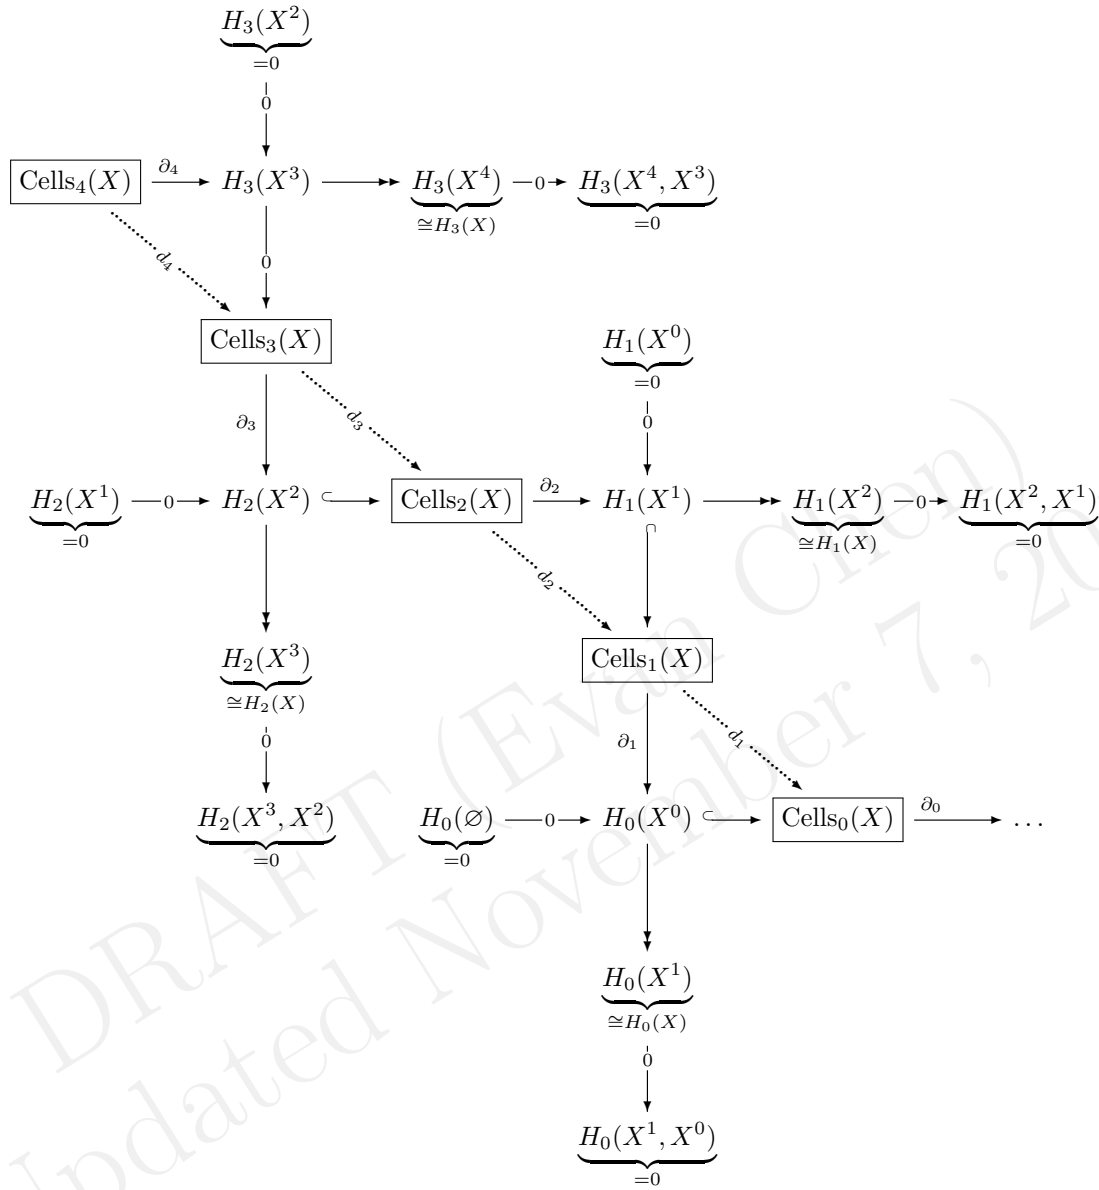 H_3(X^2)
=0
0
Cells_4(X) ∂_4 H_3(X^3) H_3(X^4) 0 H_3(X^4, X^3)
≅H_3(X) =0
d_4 0
Cells_3(X) H_1(X^0)
=0
∂_3 d_3 0
H_2(X^1) 0 H_2(X^2) Cells_2(X) ∂_2 H_1(X^1) H_1(X^2) 0 H_1(X^2, X^1)
=0 ≅H_1(X) =0
d_2
H_2(X^3) Cells_1(X)
≅H_2(X)
0 ∂_1 d_1
H_2(X^3, X^2) H_0(∅) 0 H_0(X^0) Cells_0(X) ∂_0 ...
=0 =0
H_0(X^1)
≅H_0(X)
0
H_0(X^1, X^0)
=0
DRAFT (Evan Chen)
Updated November 7, 20